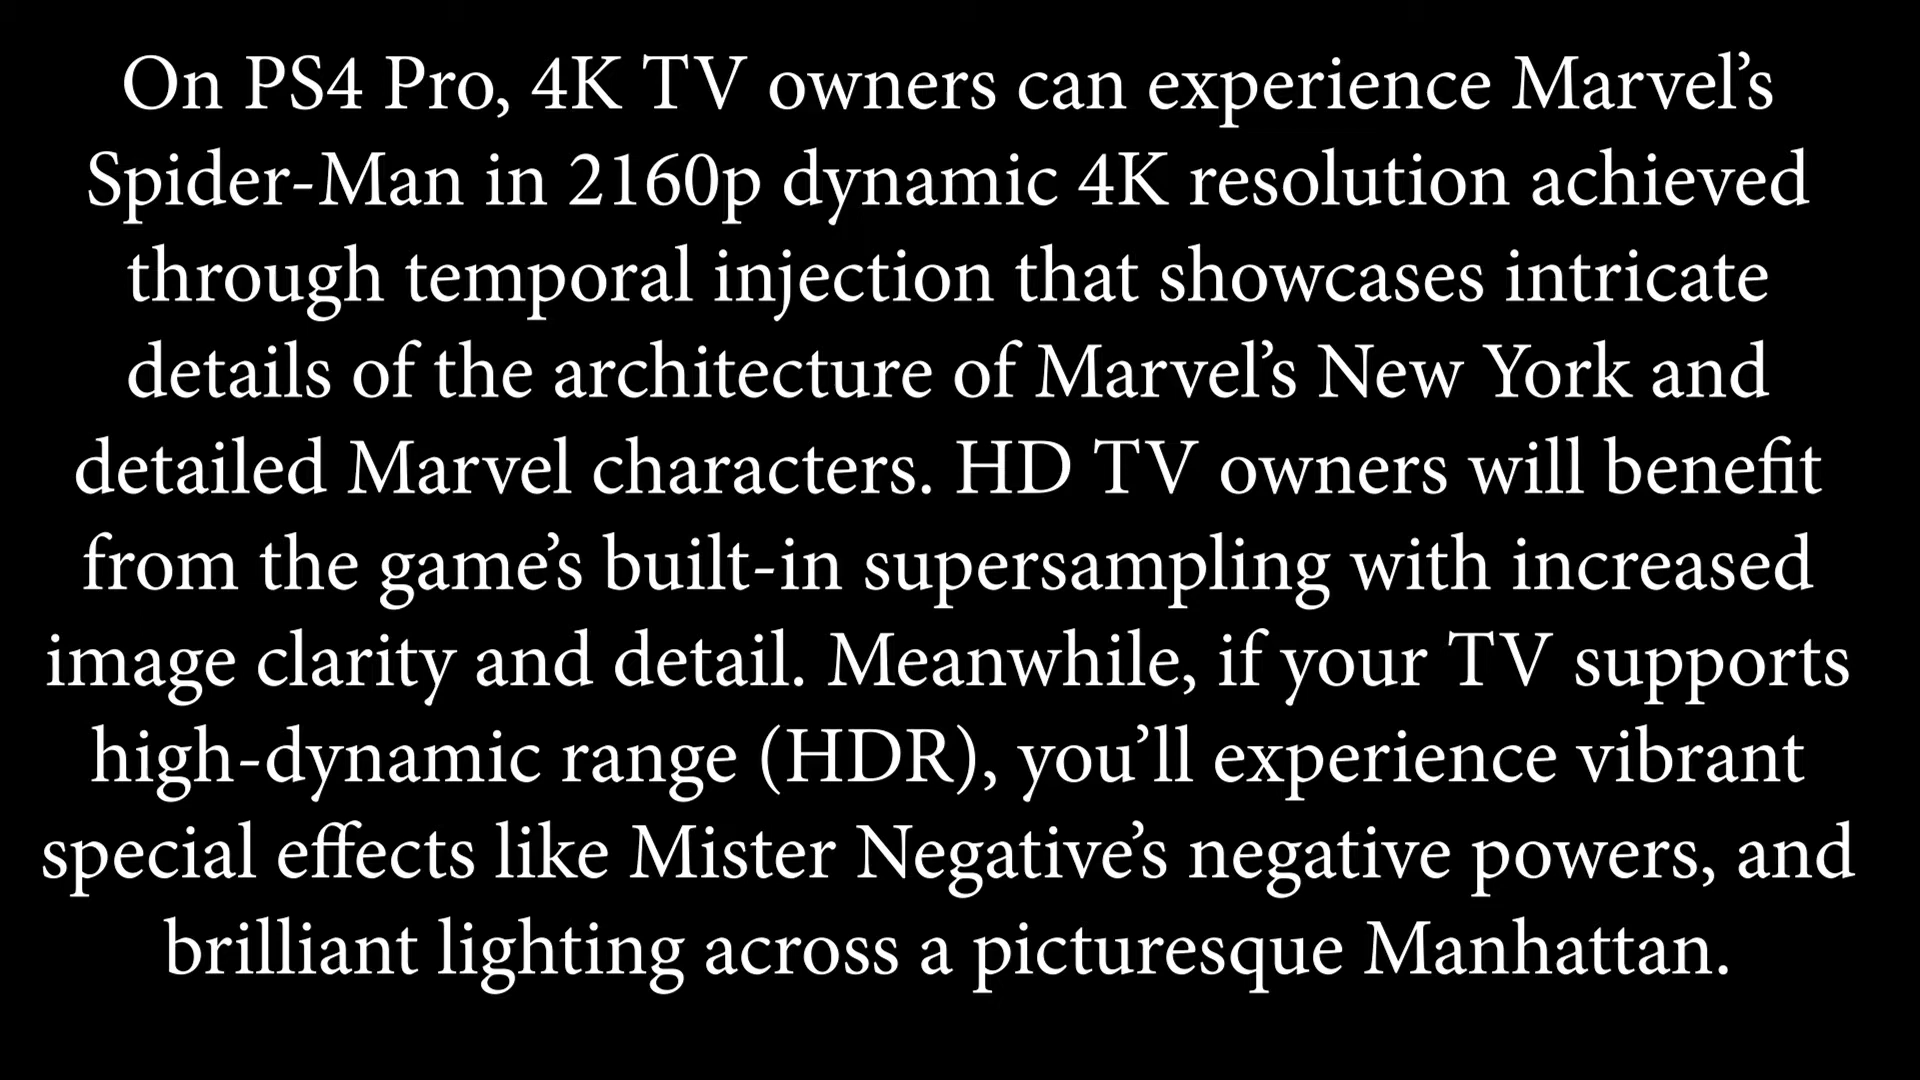 On PS4 Pro, 4K TV owners can experience Marvel’s
Spider-Man in 2160p dynamic 4K resolution achieved
through temporal injection that showcases intricate
details of the architecture of Marvel’s New York and
detailed Marvel characters. HD TV owners will benefit
from the game’s built-in supersampling with increased
image clarity and detail. Meanwhile, if your TV supports
high-dynamic range (HDR), you’ll experience vibrant
special effects like Mister Negative’s negative powers, and
brilliant lighting across a picturesque Manhattan.